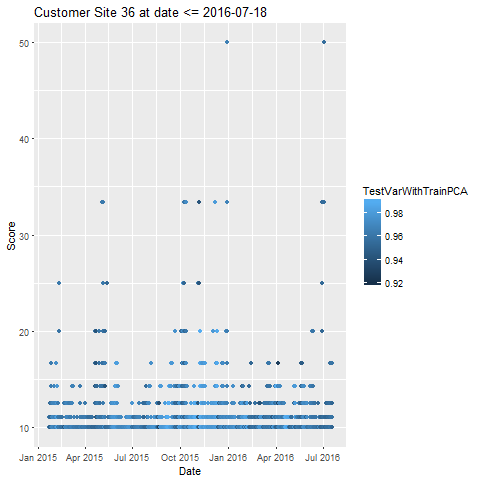 Customer Site 36 at date <= 2016-07-18
50
40
30
20
10
Score
Jan 2015 Apr 2015 Jul 2015 Oct 2015 Jan 2016 Apr 2016 Jul 2016
Date
TestVarWithTrainPCA
0.98
0.96
0.94
0.92